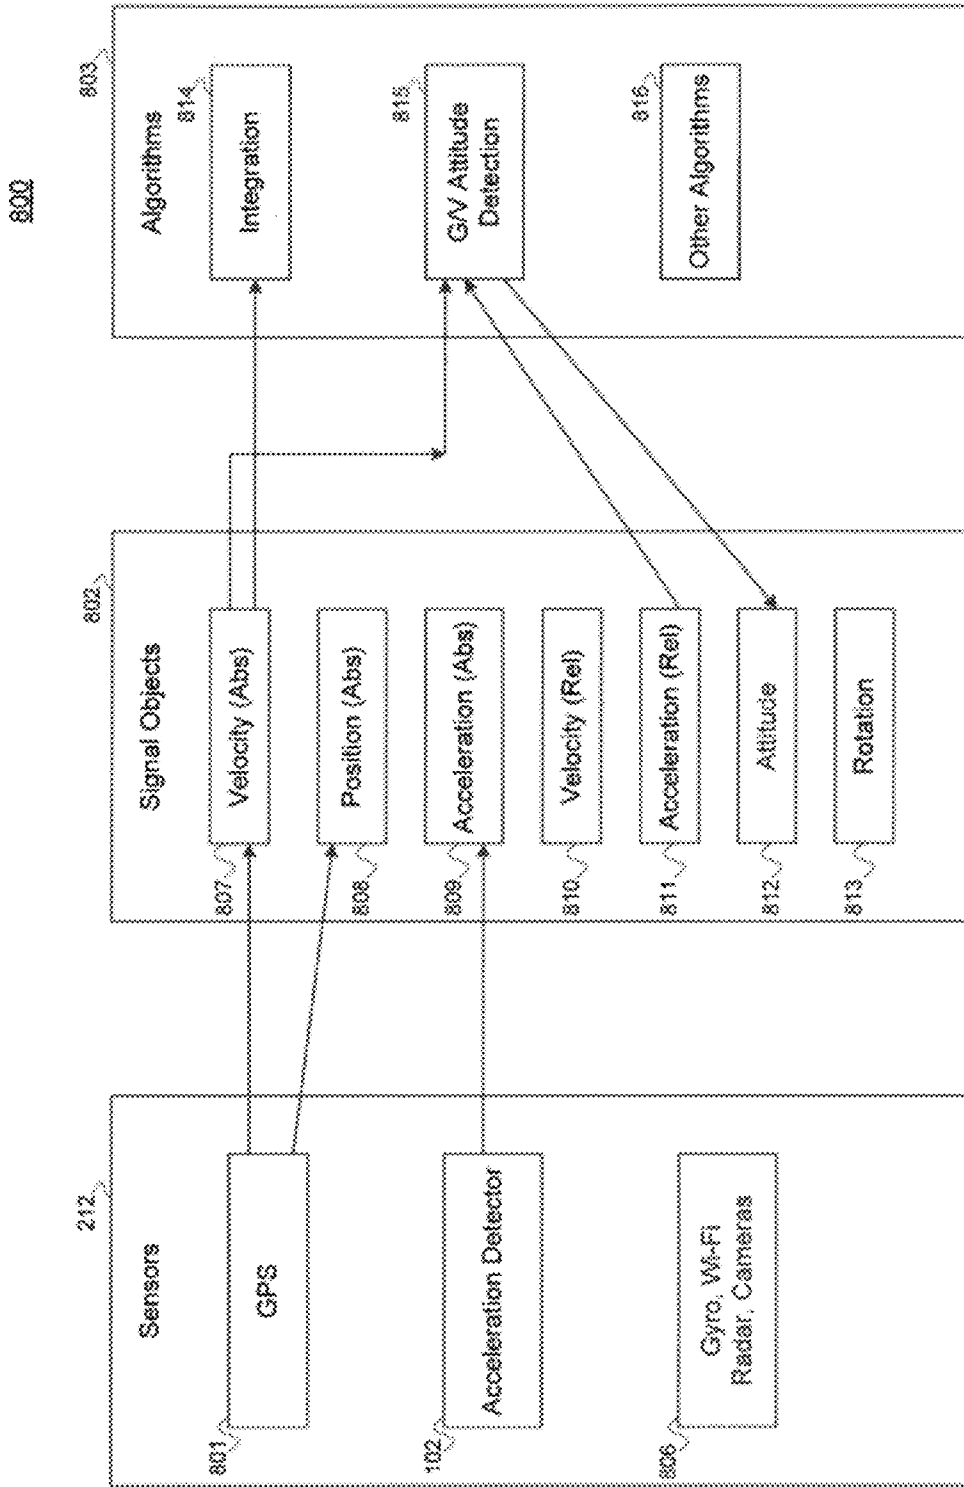 800
212
Sensors
801
GPS
102
Acceleration Detector
806
Gyro, Wi-Fi
Radar, Cameras
802
Signal Objects
807
Velocity (Abs)
808
Position (Abs)
809
Acceleration (Abs)
810
Velocity (Rel)
811
Acceleration (Rel)
812
Attitude
813
Rotation
803
Algorithms
814
Integration
815
G/V Attitude
Detection
816
Other Algorithms